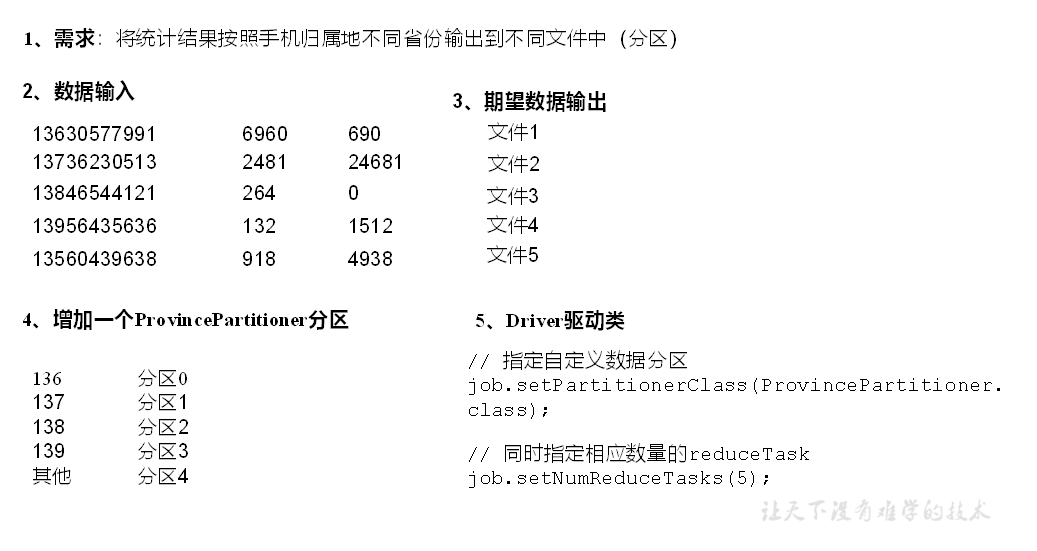 1、需求：将统计结果按照手机归属地不同省份输出到不同文件中（分区）
2、数据输入
13630577991 6960 690
13736230513 2481 24681
13846544121 264 0
13956435636 132 1512
13560439638 918 4938
3、期望数据输出
文件1
文件2
文件3
文件4
文件5
4、增加一个ProvincePartitioner分区
136 分区0
137 分区1
138 分区2
139 分区3
其他 分区4
5、Driver驱动类
// 指定自定义数据分区
job.setPartitionerClass(ProvincePartitioner.
class);
// 同时指定相应数量的reduceTask
job.setNumReduceTasks(5);
让天下没有难学的技术